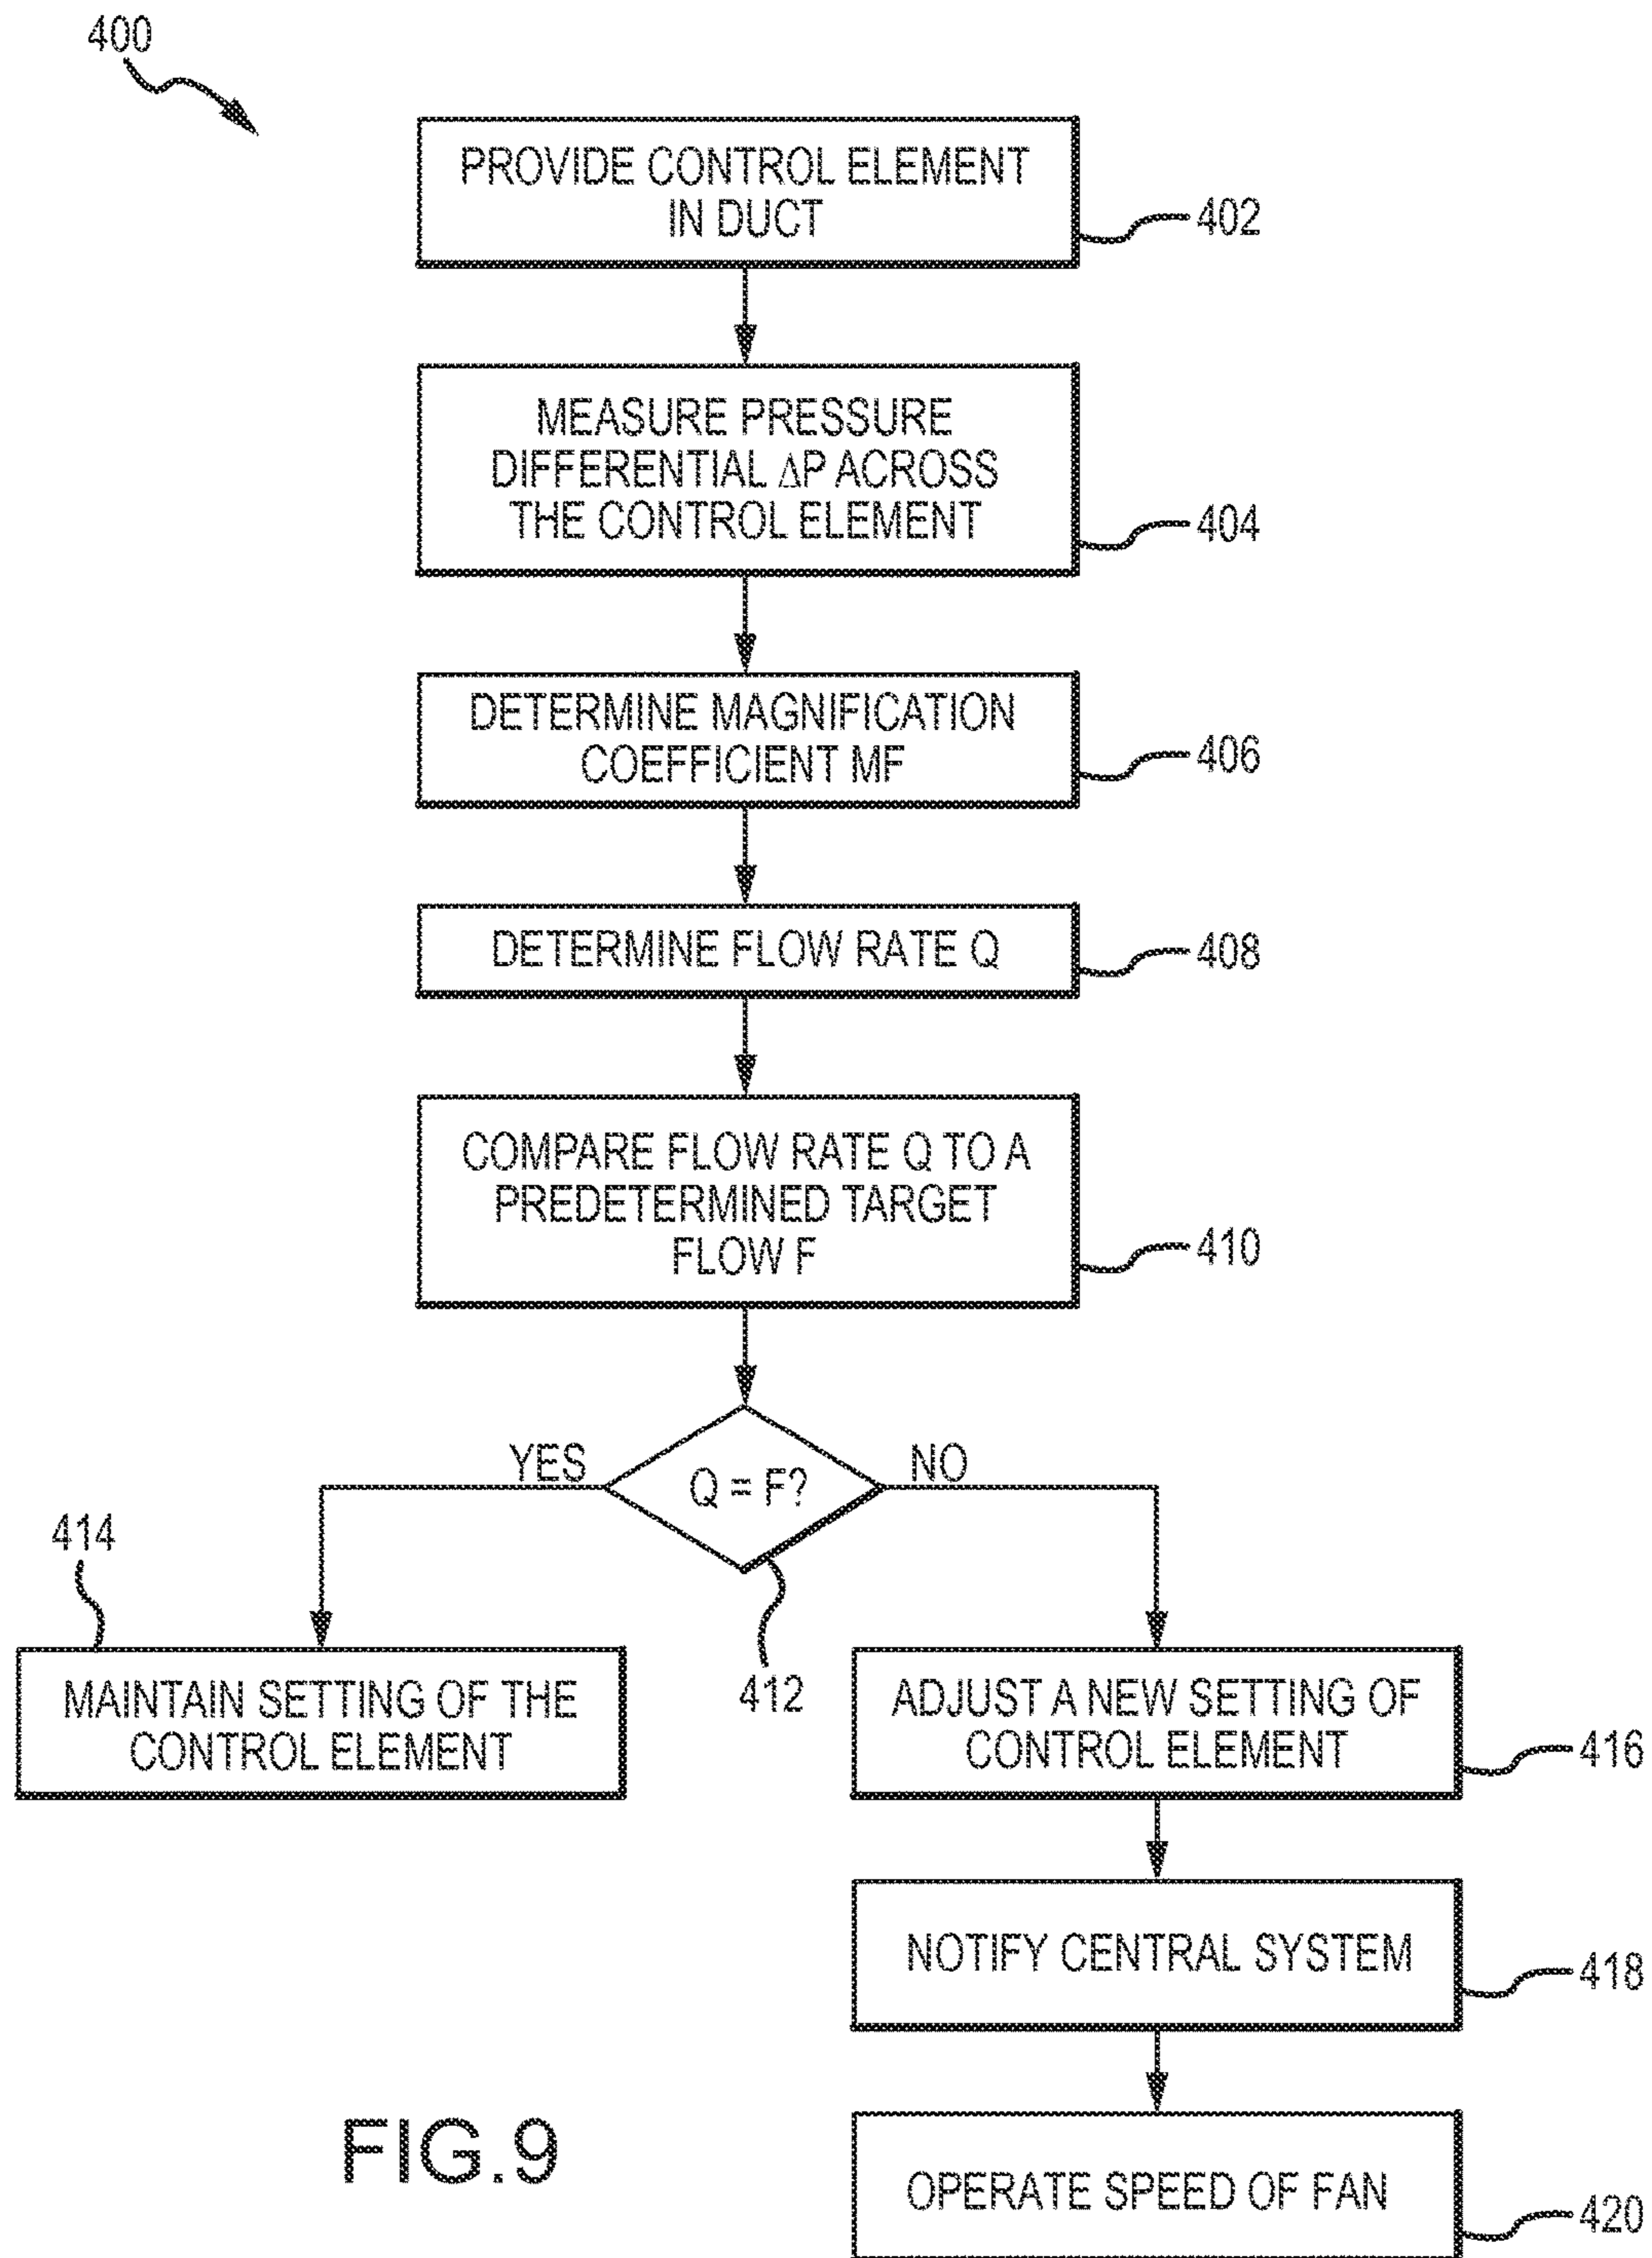 400
PROVIDE CONTROL ELEMENT
IN DUCT
402
MEASURE PRESSURE
DIFFERENTIAL ΔP ACROSS
THE CONTROL ELEMENT
404
DETERMINE MAGNIFICATION
COEFFICIENT MF
406
DETERMINE FLOW RATE Q
408
COMPARE FLOW RATE Q TO A
PREDETERMINED TARGET
FLOW F
410
YES
Q = F?
NO
412
414
MAINTAIN SETTING OF THE
CONTROL ELEMENT
ADJUST A NEW SETTING OF
CONTROL ELEMENT
416
NOTIFY CENTRAL SYSTEM
418
OPERATE SPEED OF FAN
420
FIG.9